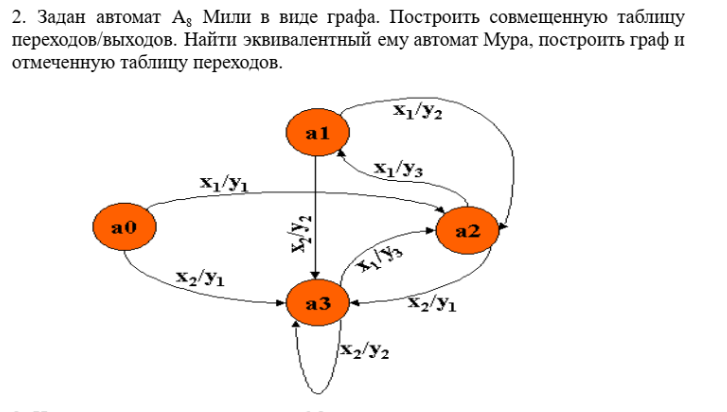 2. Задан автомат A₈ Мили в виде графа. Построить совмещенную таблицу
переходов/выходов. Найти эквивалентный ему автомат Мура, построить граф и
отмеченную таблицу переходов.
x₁/y₂
a1
x₁/y₃
x₁/y₁
a0
x₂/y₂
a2
x₁/y₃
x₂/y₁
a3
x₂/y₁
x₂/y₂